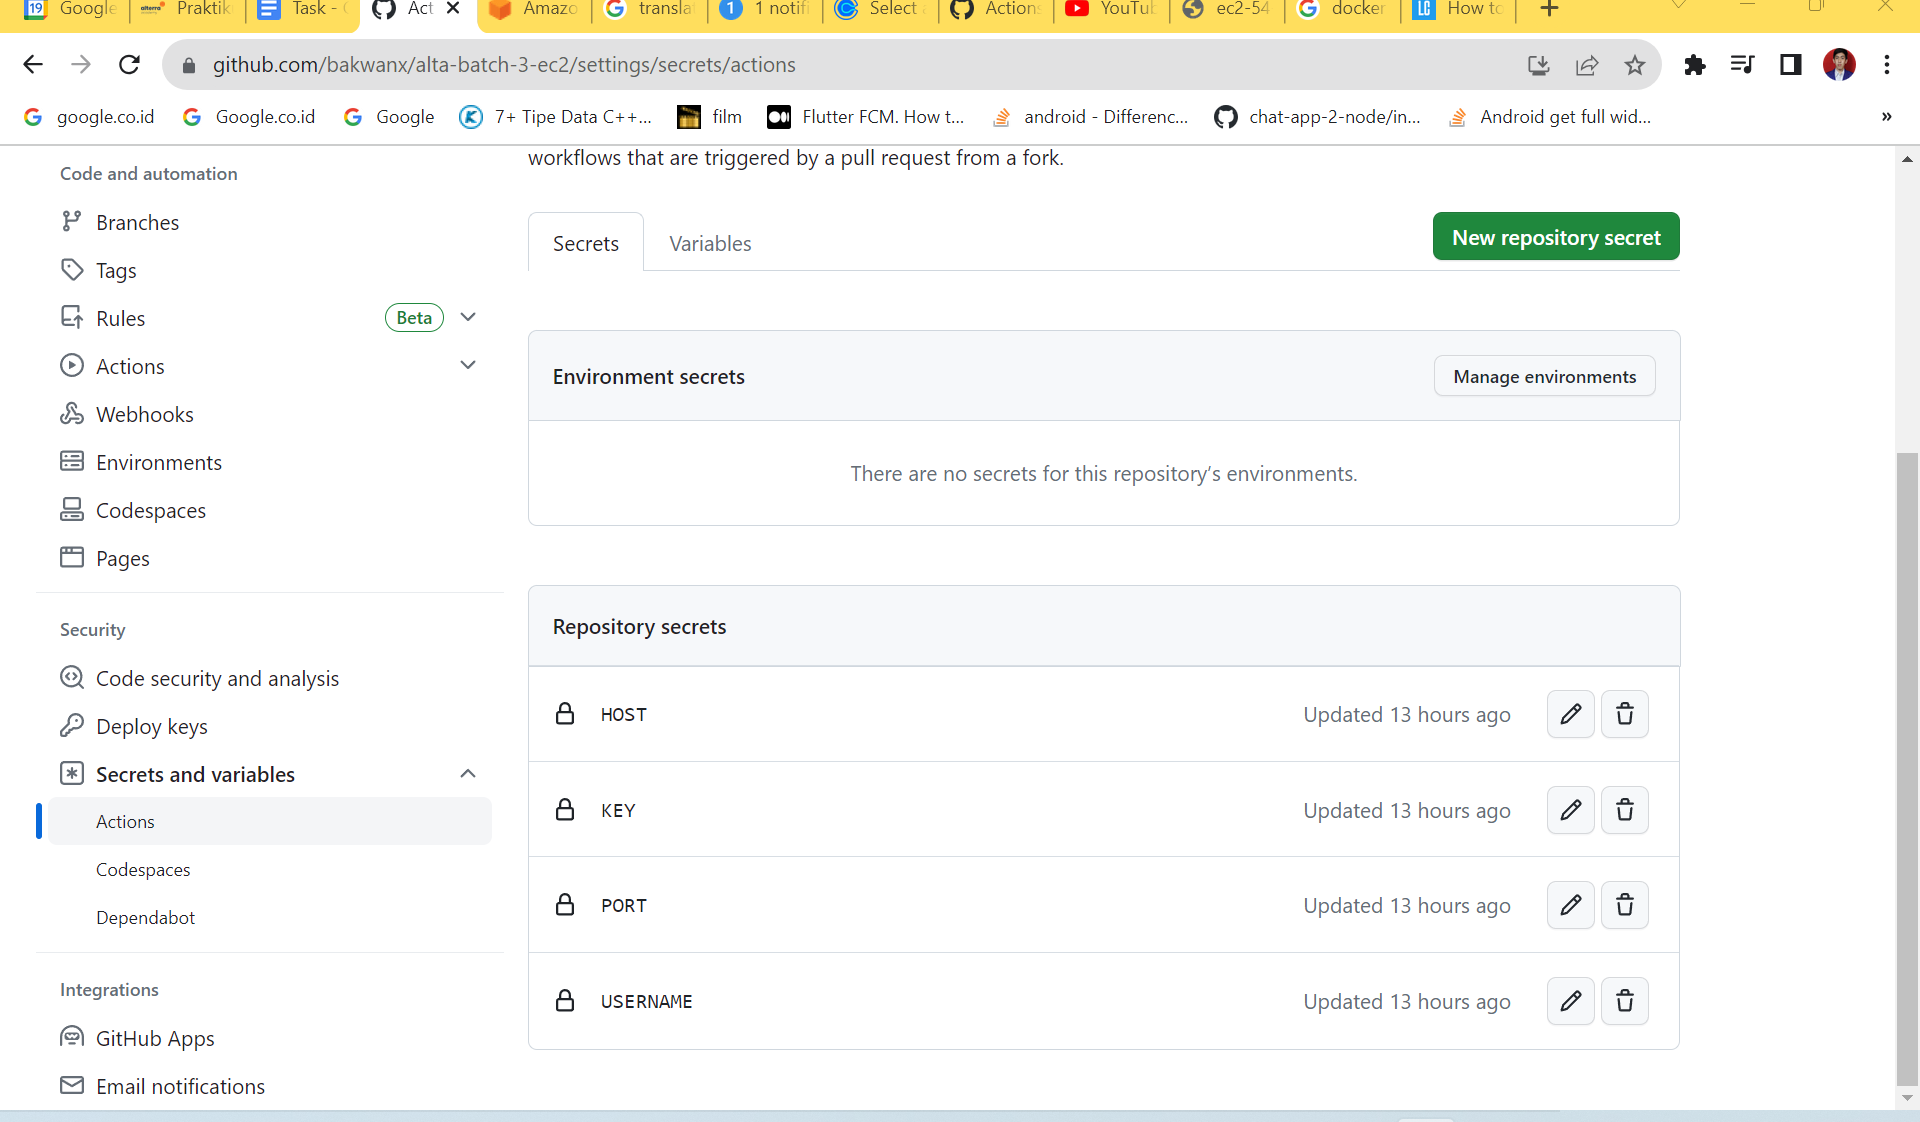 19 Google
alterra Praktik
Task -
Act
Amazo
translat
1 1 notifi
Select
Actions
YouTu
ec2-54
docker
LC How to
github.com/bakwanx/alta-batch-3-ec2/settings/secrets/actions
google.co.id
Google.co.id
Google
7+ Tipe Data C++...
film
Flutter FCM. How t...
android - Differenc...
chat-app-2-node/in...
Android get full wid...
»
Code and automation
Branches
Tags
Rules Beta
Actions
Webhooks
Environments
Codespaces
Pages
Security
Code security and analysis
Deploy keys
Secrets and variables
Actions
Codespaces
Dependabot
Integrations
GitHub Apps
Email notifications
workflows that are triggered by a pull request from a fork.
Secrets Variables New repository secret
Environment secrets Manage environments
There are no secrets for this repository’s environments.
Repository secrets
HOST Updated 13 hours ago
KEY Updated 13 hours ago
PORT Updated 13 hours ago
USERNAME Updated 13 hours ago